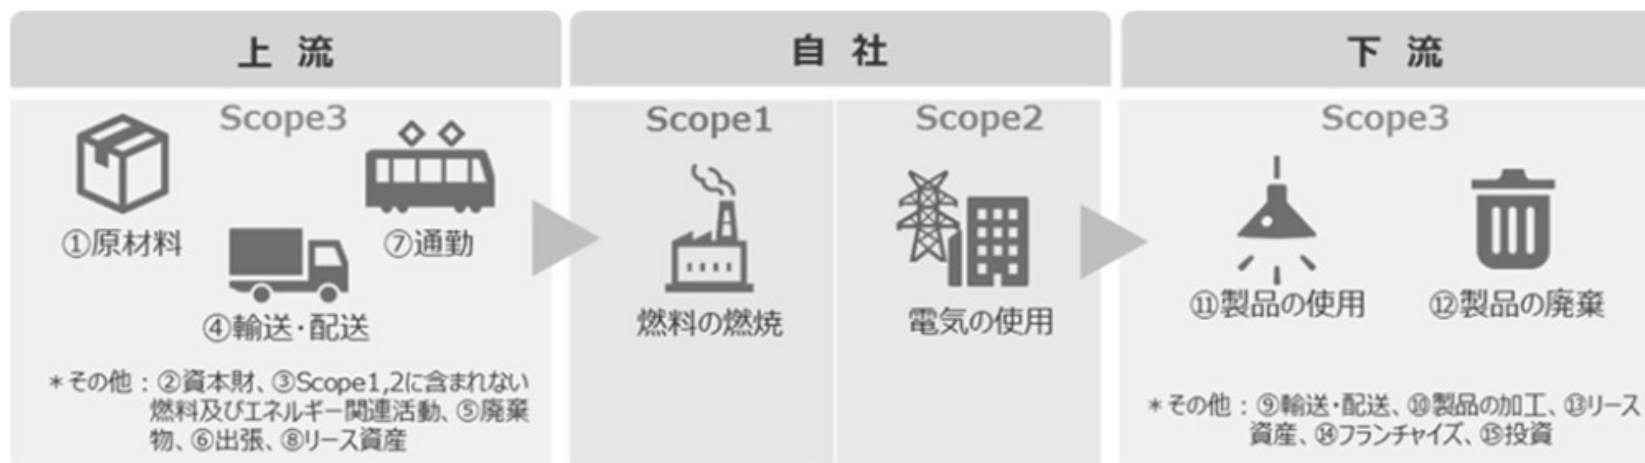 上流
自社
下流
Scope3
①原材料
⑦通勤
④輸送・配送
＊その他：②資本財、③Scope1,2に含まれない
燃料及びエネルギー関連活動、⑤廃棄
物、⑥出張、⑧リース資産
Scope1
燃料の燃焼
Scope2
電気の使用
Scope3
⑪製品の使用
⑫製品の廃棄
＊その他：⑨輸送・配送、⑩製品の加工、⑬リース
資産、⑭フランチャイズ、⑮投資